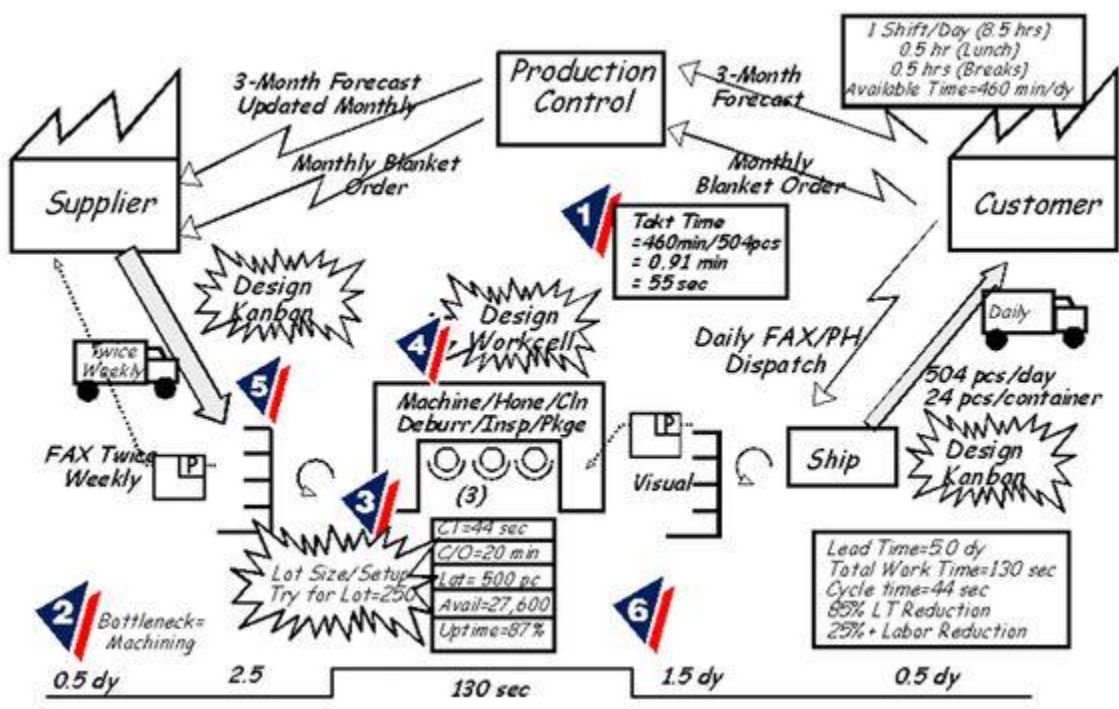 1 Shift/Day (8.5 hrs)
0.5 hr (Lunch)
0.5 hrs (Breaks)
Available Time=460 min/dy
3-Month Forecast
Updated Monthly
Production
Control
3-Month
Forecast
Monthly Blanket
Order
Monthly
Blanket Order
Supplier
Customer
1
Takt Time
=460min/504pcs
= 0.91 min
= 55 sec
Design
Kanban
Design
Workcell
4
Twice
Weekly
Daily
Daily FAX/PH
Dispatch
5
504 pcs/day
24 pcs/container
Machine/Hone/Cln
Deburr/Insp/Pkge
FAX Twice
Weekly
P
(3)
P
Visual
Ship
Design
Kanban
3
CT=44 sec
C/O=20 min
Lot= 500 pc
Avail=27,600
Uptime=87%
Lot Size/Setup
Try for Lot=250
Lead Time=5.0 dy
Total Work Time=130 sec
Cycle time=44 sec
85% LT Reduction
25%+ Labor Reduction
2
Bottleneck=
Machining
6
0.5 dy
2.5
130 sec
1.5 dy
0.5 dy